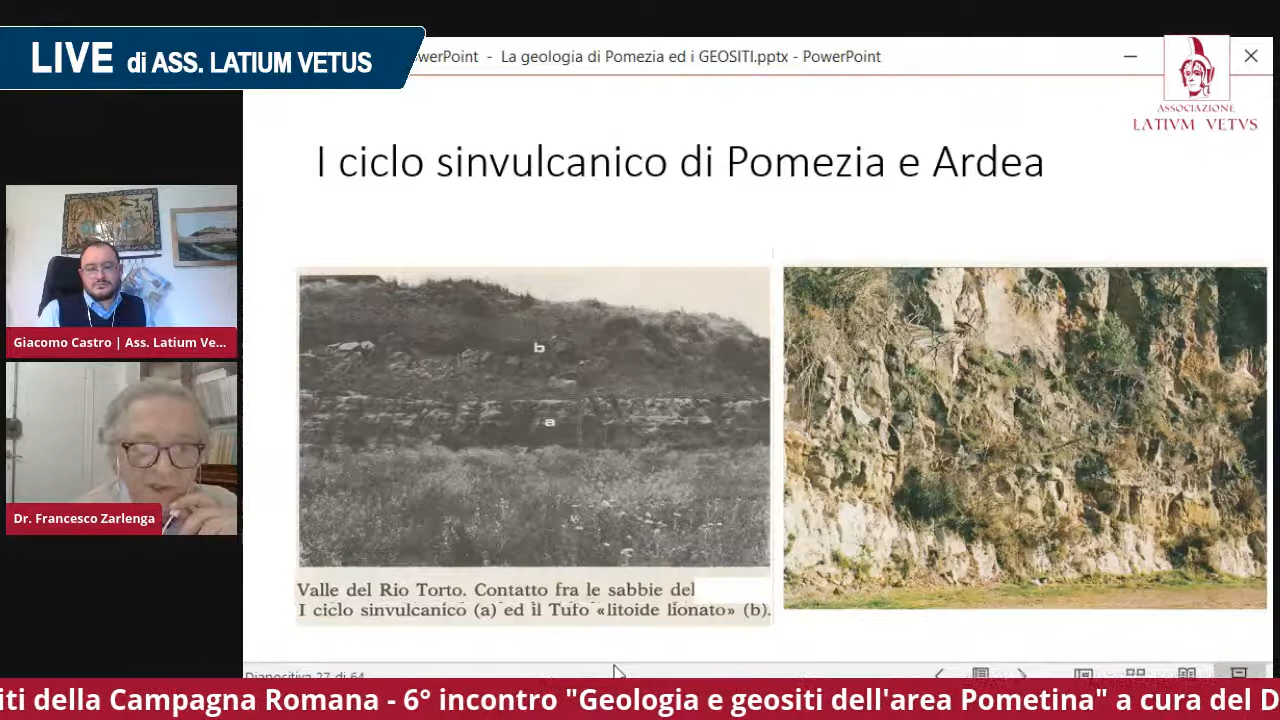 LIVE di ASS. LATIUM VETUS
PowerPoint - La geologia di Pomezia ed i GEOSITI.pptx - PowerPoint
ASSOCIAZIONE
LATIVM VETVS
I ciclo sinvulcanico di Pomezia e Ardea
b
a
Giacomo Castro | Ass. Latium Ve...
Dr. Francesco Zarlenga
Valle del Rio Torto. Contatto fra le sabbie del
I ciclo sinvulcanico (a) ed il Tufo «litoide lionato» (b).
Diapositiva 27 di 64
iti della Campagna Romana - 6° incontro "Geologia e geositi dell'area Pometina" a cura del D